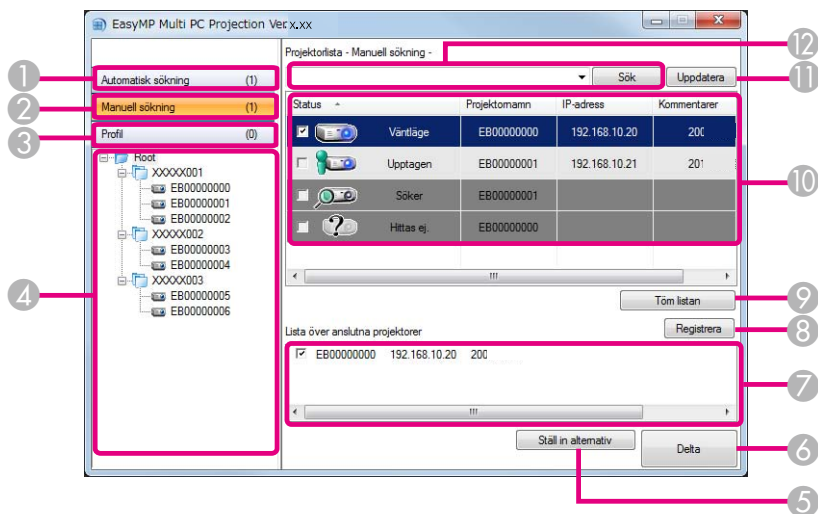 EasyMP Multi PC Projection Ver.x.xx
Projektorlista - Manuell sökning -
12
1
Automatisk sökning (1)
Sök
Uppdatera
11
2
Manuell sökning (1)
Status Projektornamn IP-adress Kommentarer
3
Profil (0)
Väntläge EB00000000 192.168.10.20 200
Root
XXXXX001
Upptagen EB00000001 192.168.10.21 201
EB00000000
10
EB00000001
Söker EB00000001
EB00000002
XXXXX002
Hittas ej. EB00000000
EB00000003
EB00000004
XXXXX003
4
EB00000005
Töm listan
9
EB00000006
Lista över anslutna projektorer
Registrera
8
EB00000000 192.168.10.20 200
7
Ställ in alternativ
Delta
6
5